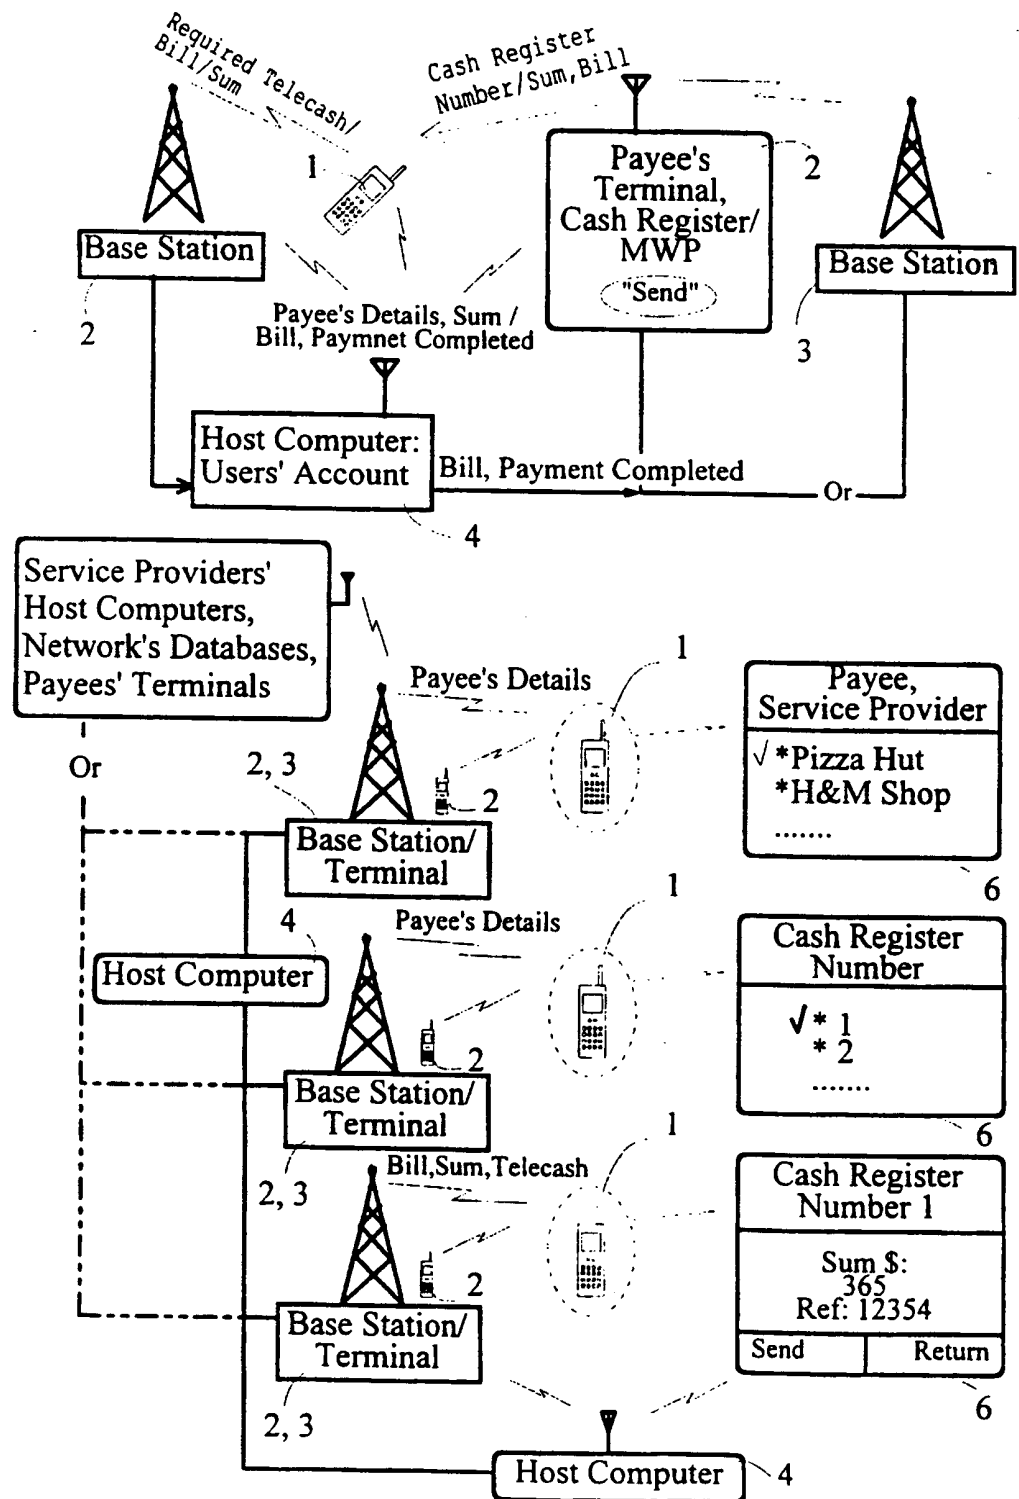 Required Telecash/
Bill/Sum
Cash Register
Number/Sum,Bill
1
Payee's
Terminal,
Cash Register/
MWP
"Send"
2
Base Station
2
Base Station
3
Payee's Details, Sum /
Bill, Paymnet Completed
Host Computer:
Users' Account
Bill, Payment Completed
Or
4
Service Providers'
Host Computers,
Network's Databases,
Payees' Terminals
Or
Payee's Details
1
2, 3
2
Base Station/
Terminal
Payee,
Service Provider
√ *Pizza Hut
*H&M Shop
.......
6
4
Host Computer
Payee's Details
1
2
Base Station/
Terminal
2, 3
Cash Register
Number
√ * 1
* 2
.......
6
Bill,Sum,Telecash
1
2
Base Station/
Terminal
2, 3
Cash Register
Number 1
Sum $:
365
Ref: 12354
Send
Return
6
Host Computer
4